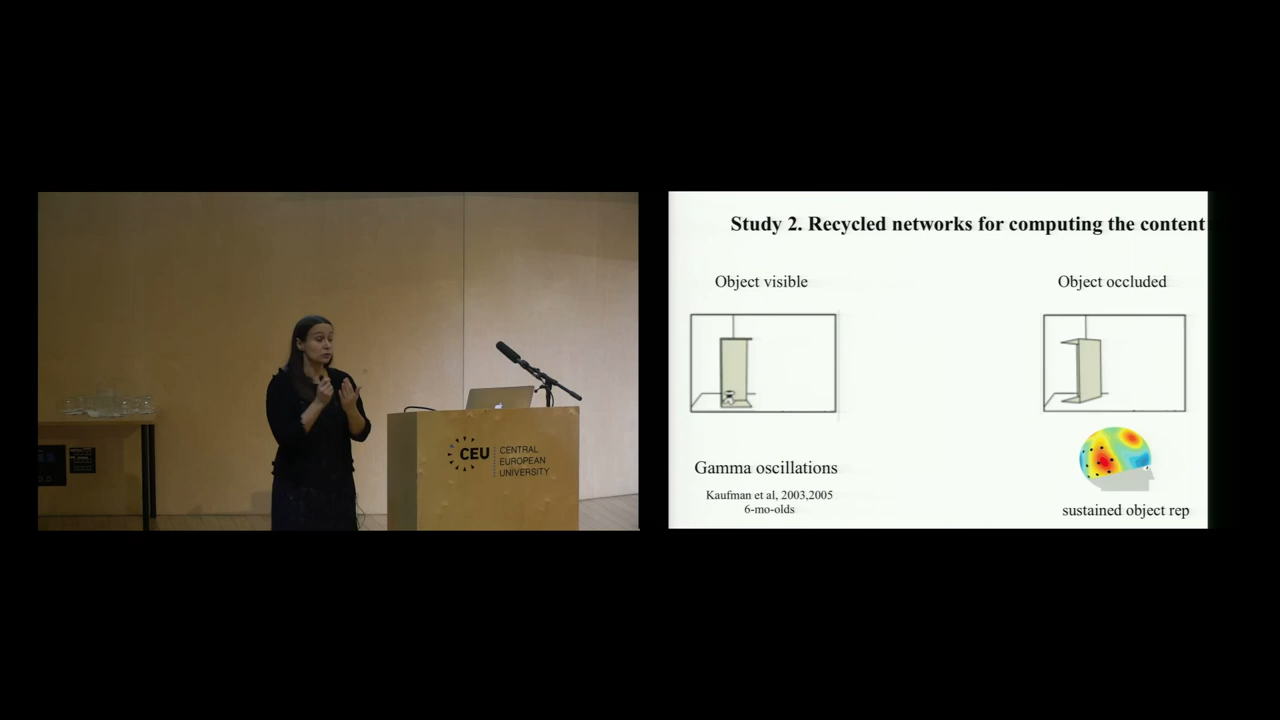 CEU
CENTRAL
EUROPEAN
UNIVERSITY
Study 2. Recycled networks for computing the content
Object visible
Object occluded
Gamma oscillations
Kaufman et al, 2003,2005
6-mo-olds
sustained object rep